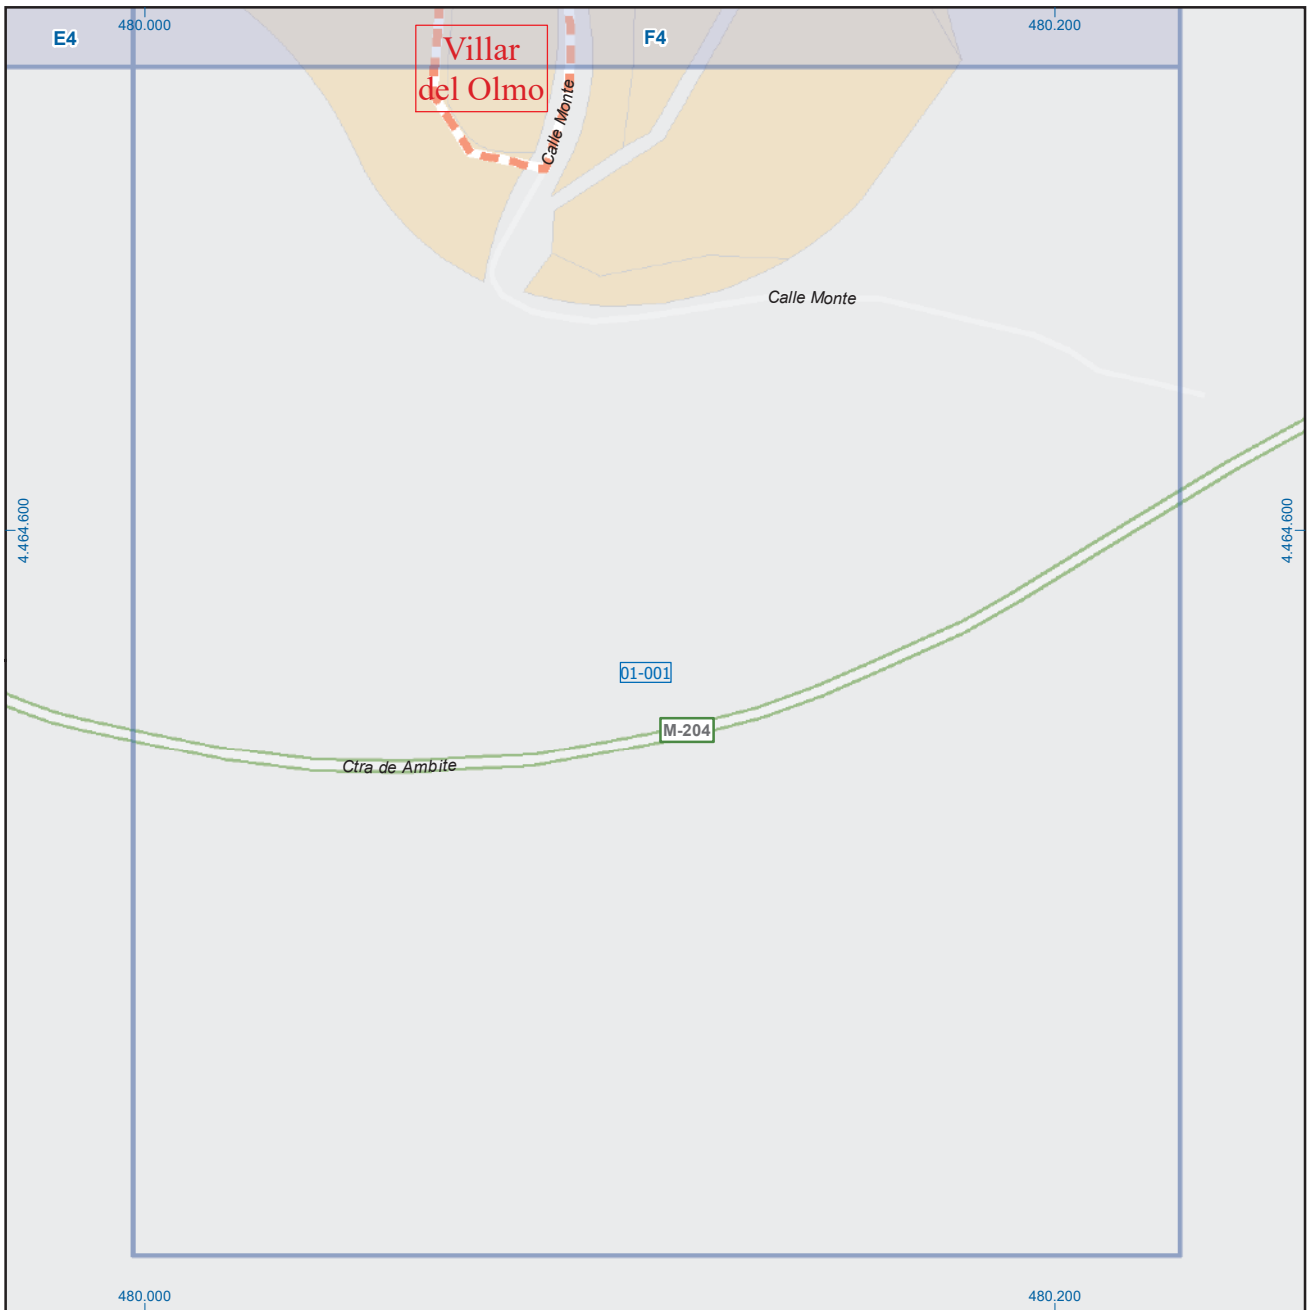 480.000
480.200
E4
F4
Villar
del Olmo
Calle Monte
Calle Monte
4.464.600
4.464.600
01-001
M-204
Ctra de Ambite
480.000
480.200